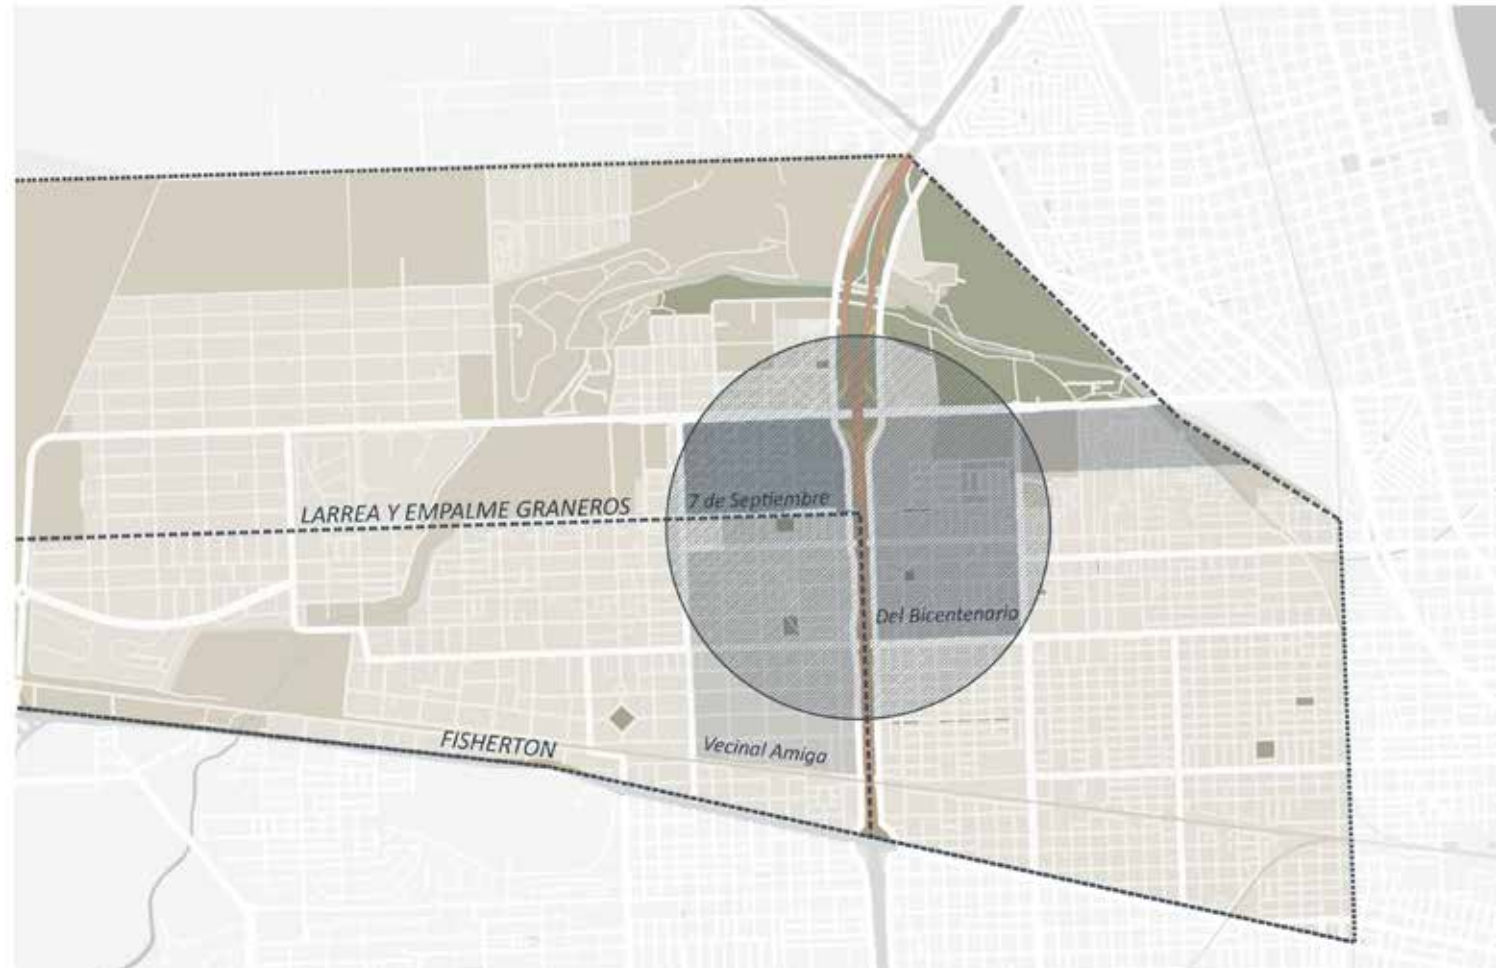 LARREA Y EMPALME GRANEROS
7 de Septiembre
Del Bicentenario
FISHERTON
Vecinal Amiga